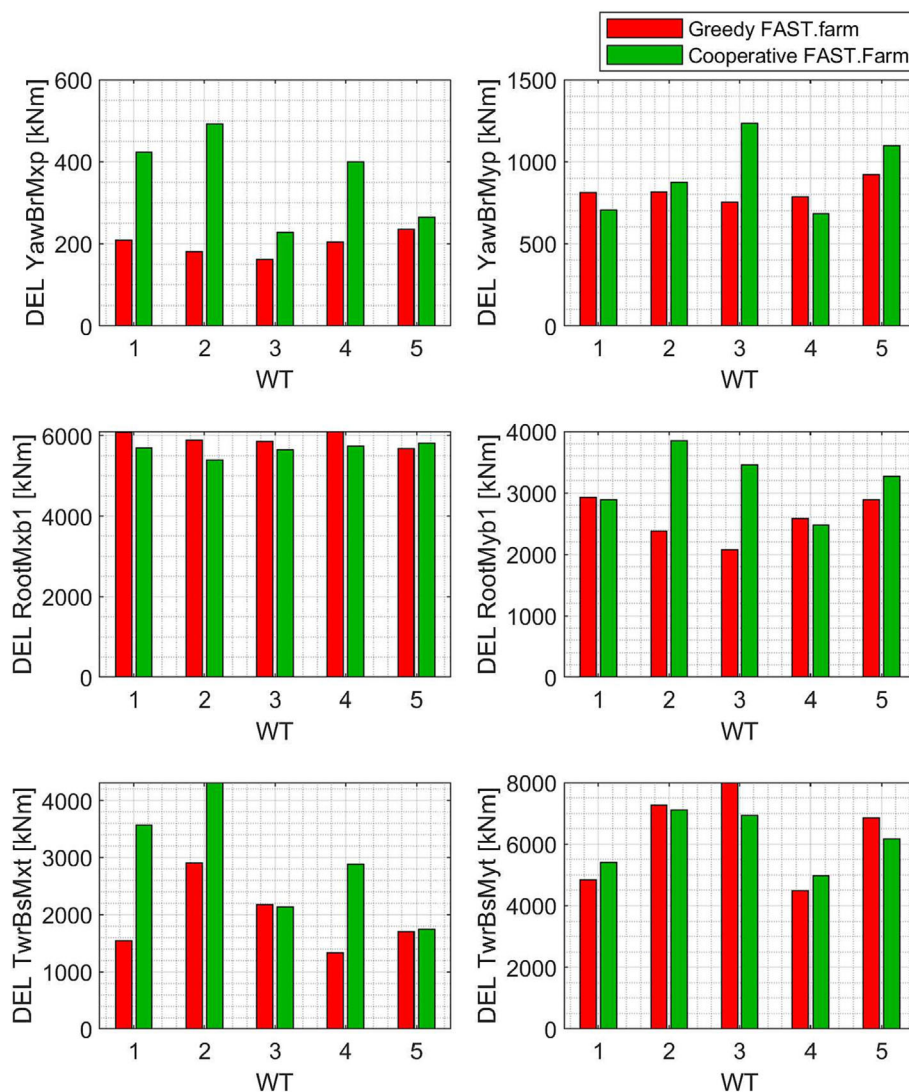 Greedy FAST.farm
Cooperative FAST.Farm
DEL YawBrMxp [kNm]
600
400
200
0
1 2 3 4 5
WT
DEL YawBrMyp [kNm]
1500
1000
500
0
1 2 3 4 5
WT
DEL RootMxb1 [kNm]
6000
4000
2000
0
1 2 3 4 5
WT
DEL RootMyb1 [kNm]
4000
3000
2000
1000
0
1 2 3 4 5
WT
DEL TwrBsMxt [kNm]
4000
3000
2000
1000
0
1 2 3 4 5
WT
DEL TwrBsMyt [kNm]
8000
6000
4000
2000
0
1 2 3 4 5
WT